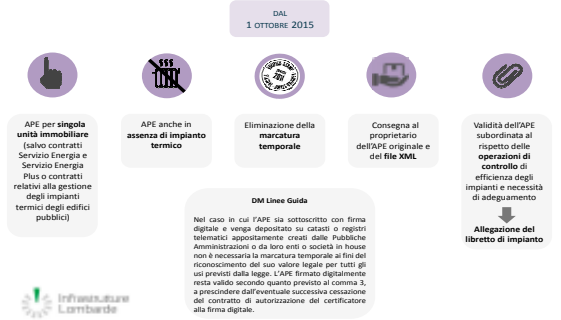 DAL
1 OTTOBRE 2015
APE per singola
unità immobiliare
(salvo contratti
Servizio Energia e
Servizio Energia
Plus o contratti
relativi alla gestione
degli impianti
termici degli edifici
pubblici)
APE anche in
assenza di impianto
termico
Eliminazione della
marcatura
temporale
Consegna al
proprietario
dell'APE originale e
del file XML
Validità dell'APE
subordinata al
rispetto delle
operazioni di
controllo di
efficienza degli
impianti e necessità
di adeguamento
Allegazione del
libretto di impianto
DM Linee Guida
Nel caso in cui l'APE sia sottoscritto con firma
digitale e venga depositato su catasti o registri
telematici appositamente creati dalle Pubbliche
Amministrazioni o da loro enti o società in house
non è necessaria la marcatura temporale ai fini del
riconoscimento del suo valore legale per tutti gli
usi previsti dalla legge. L'APE firmato digitalmente
resta valido secondo quanto previsto al comma 3,
a prescindere dall'eventuale successiva cessazione
del contratto di autorizzazione del certificatore
alla firma digitale.
Infrastrutture
Lombarde